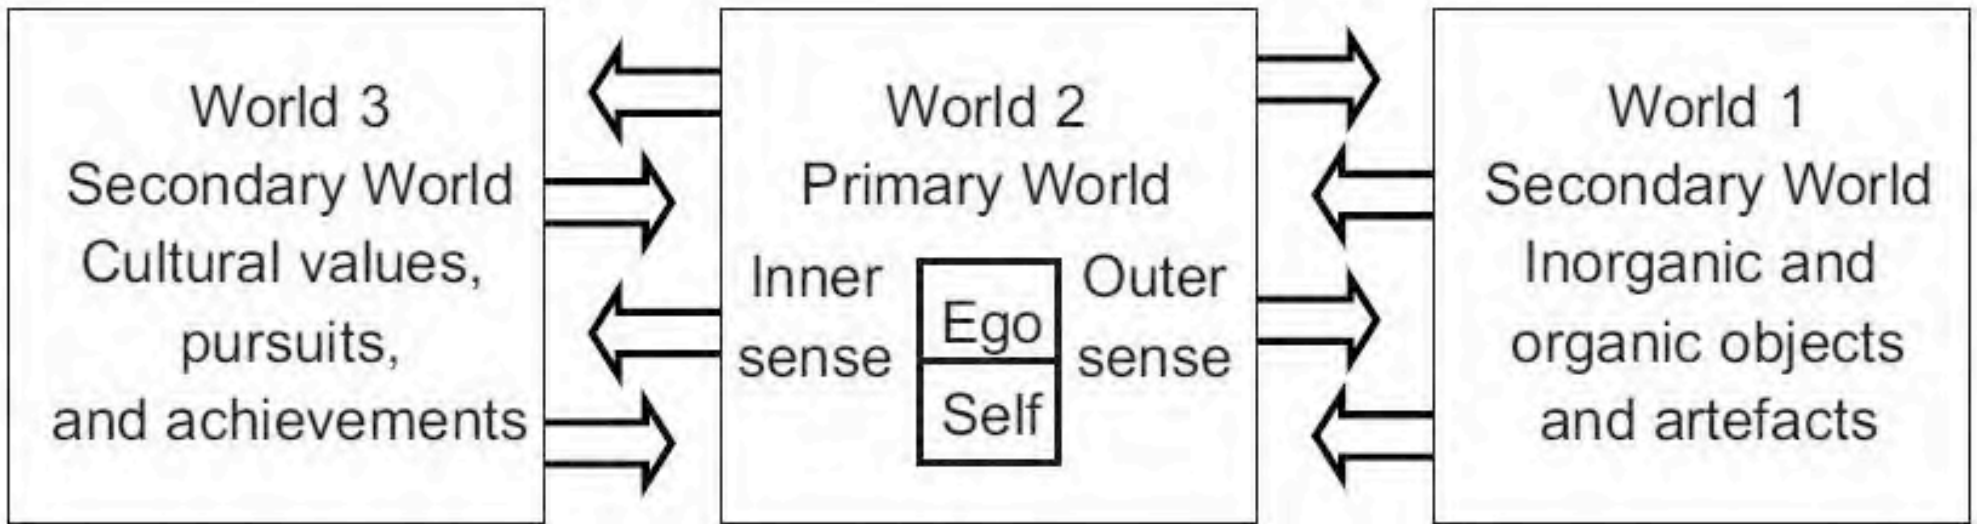 World 3
Secondary World
Cultural values,
pursuits,
and achievements
World 2
Primary World
Inner
sense
Ego
Self
Outer
sense
World 1
Secondary World
Inorganic and
organic objects
and artefacts